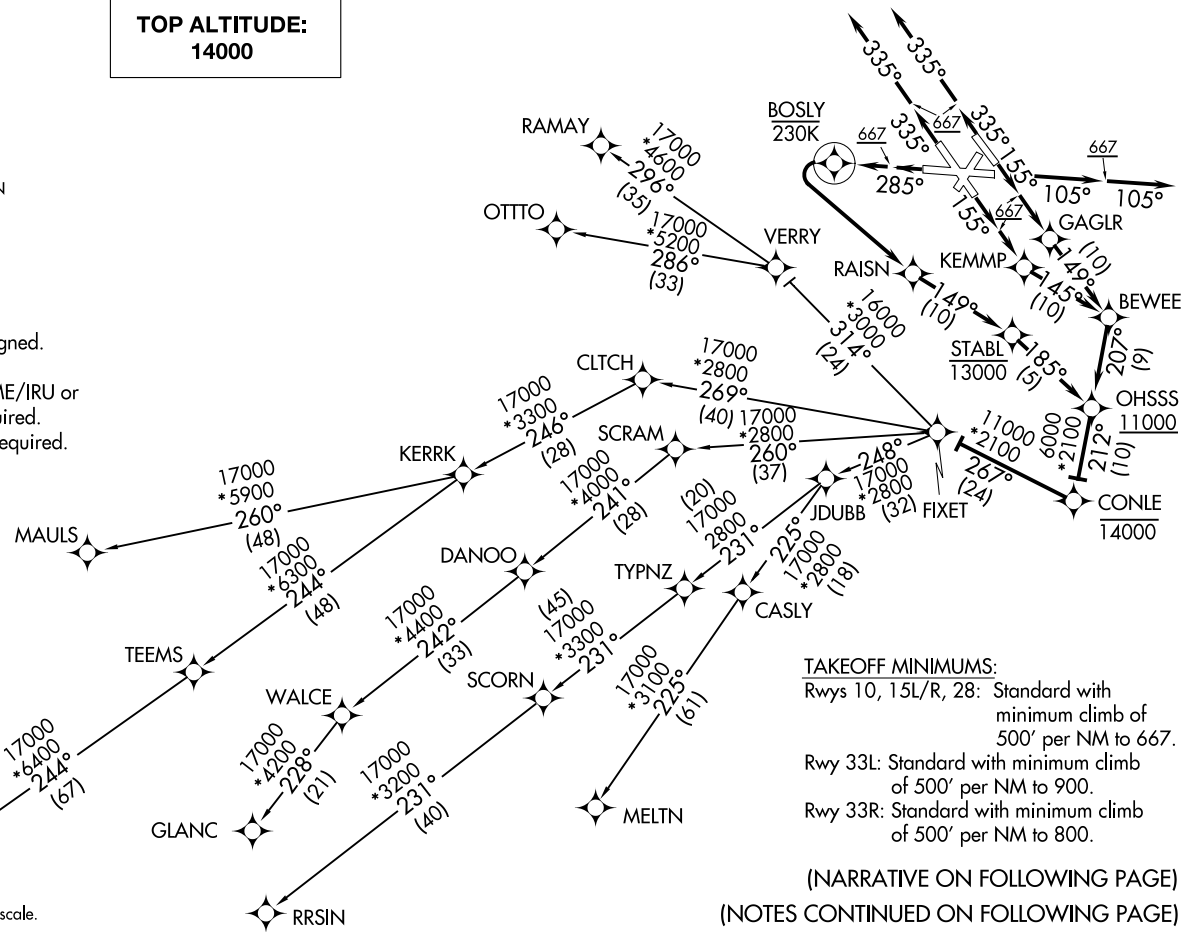 TOP ALTITUDE:
14000
N
gned.
ME/IRU or
uired.
equired.
335°
335°
BOSLY
230K
667
335°
667
335°
155°
667
285°
105°
105°
155°
667
GAGLR
(10)
149°
KEMMP
145°
(10)
BEWEE
RAMAY
17000
*4600
296°
(35)
OTTTO
17000
*5200
286°
(33)
VERRY
RAISN
149°
(10)
STABL
13000
185°
(5)
207°
(9)
OHSSS
11000
16000
*3000
314°
(24)
6000
*2100
212°
(10)
CONLE
14000
11000
*2100
267°
(24)
FIXET
CLTCH
17000
*2800
269°
(40)
SCRAM
17000
*2800
260°
(37)
248°
17000
*2800
(32)
JDUBB
17000
*3300
246°
(28)
KERRK
17000
*4000
241°
(28)
(20)
17000
2800
231°
225°
17000
*2800
(18)
17000
*5900
260°
(48)
MAULS
17000
*6300
244°
(48)
DANOO
TYPNZ
CASLY
17000
*4400
242°
(33)
(45)
17000
*3300
231°
17000
*3100
225°
(61)
TEEMS
WALCE
SCORN
17000
*6400
244°
(67)
17000
*4200
228°
(21)
17000
*3200
231°
(40)
GLANC
MELTN
RRSIN
TAKEOFF MINIMUMS:
Rwys 10, 15L/R, 28: Standard with
minimum climb of
500' per NM to 667.
Rwy 33L: Standard with minimum climb
of 500' per NM to 900.
Rwy 33R: Standard with minimum climb
of 500' per NM to 800.
(NARRATIVE ON FOLLOWING PAGE)
(NOTES CONTINUED ON FOLLOWING PAGE)
scale.